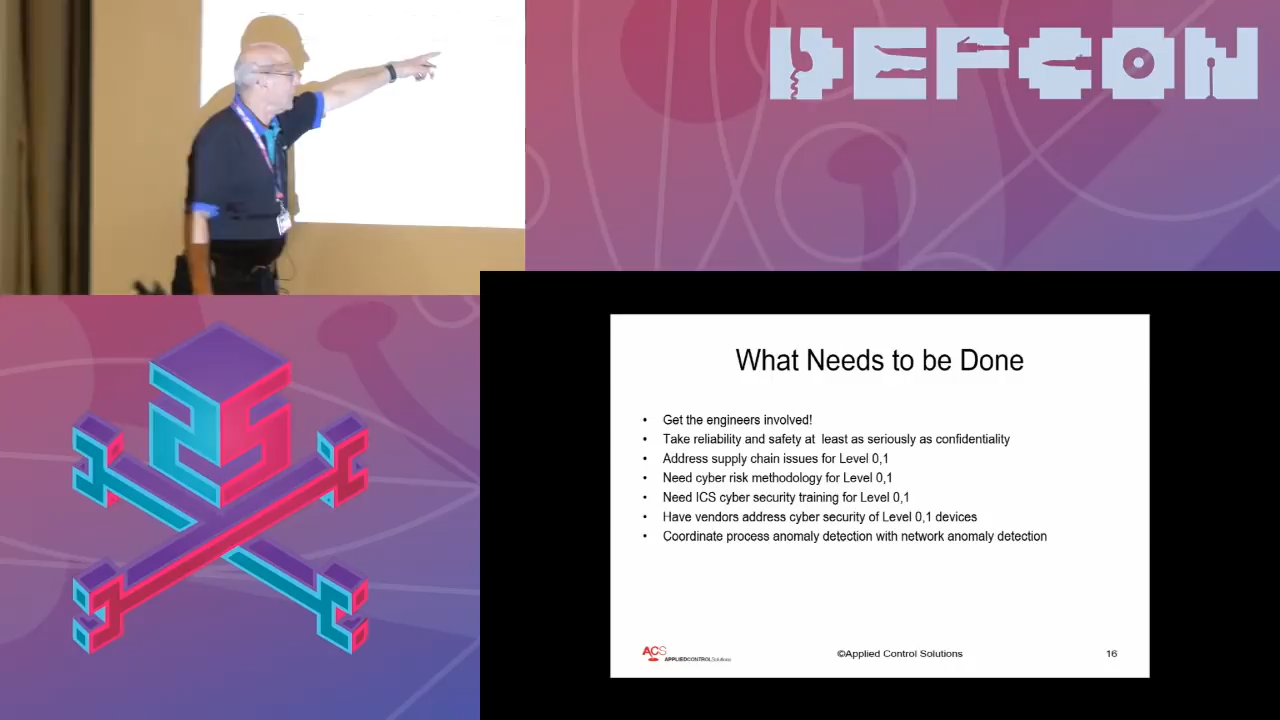 DEFCON
What Needs to be Done
• Get the engineers involved!
• Take reliability and safety at least as seriously as confidentiality
• Address supply chain issues for Level 0,1
• Need cyber risk methodology for Level 0,1
• Need ICS cyber security training for Level 0,1
• Have vendors address cyber security of Level 0,1 devices
• Coordinate process anomaly detection with network anomaly detection
ACS APPLIEDCONTROLSolutions
©Applied Control Solutions
16
25